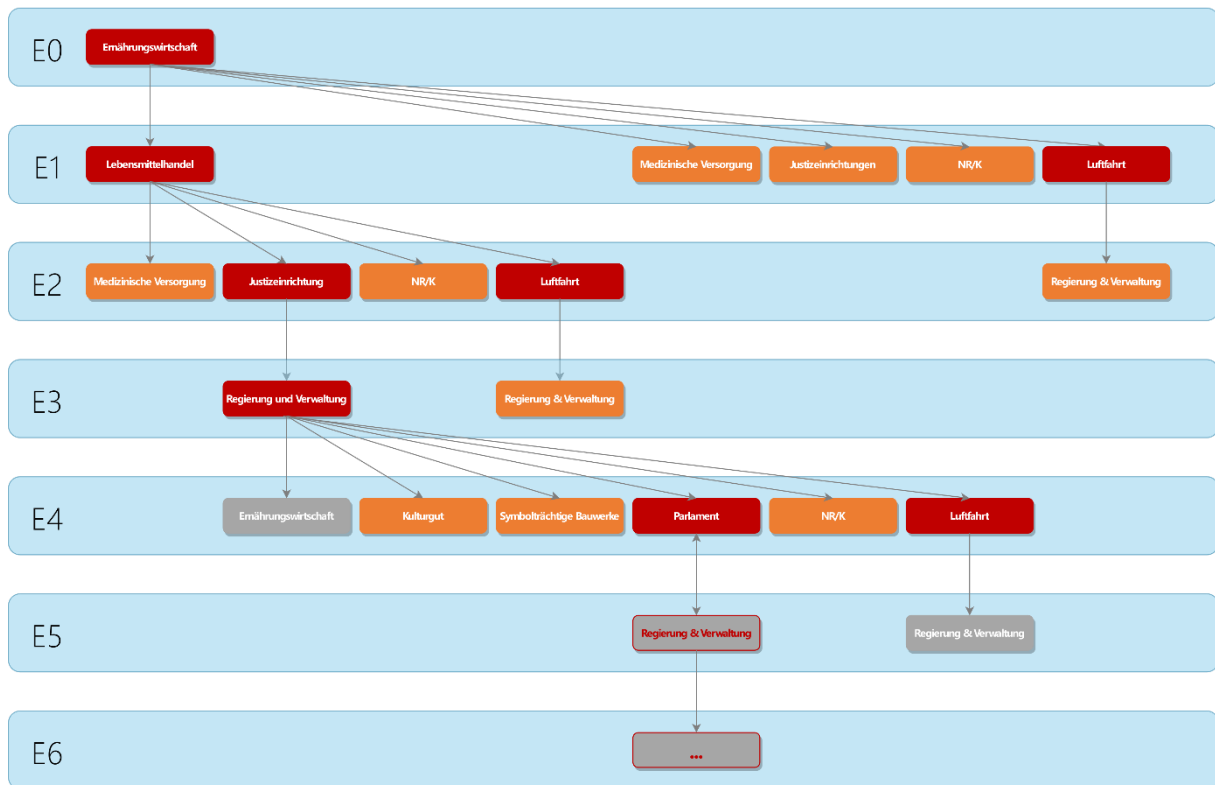 E0
Ernährungswirtschaft
E1
Lebensmittelhandel
Medizinische Versorgung
Justizeinrichtungen
NR/K
Luftfahrt
E2
Medizinische Versorgung
Justizeinrichtung
NR/K
Luftfahrt
Regierung & Verwaltung
E3
Regierung und Verwaltung
Regierung & Verwaltung
E4
Ernährungswirtschaft
Kulturgut
Symbolträchtige Bauwerke
Parlament
NR/K
Luftfahrt
E5
Regierung & Verwaltung
Regierung & Verwaltung
E6
...